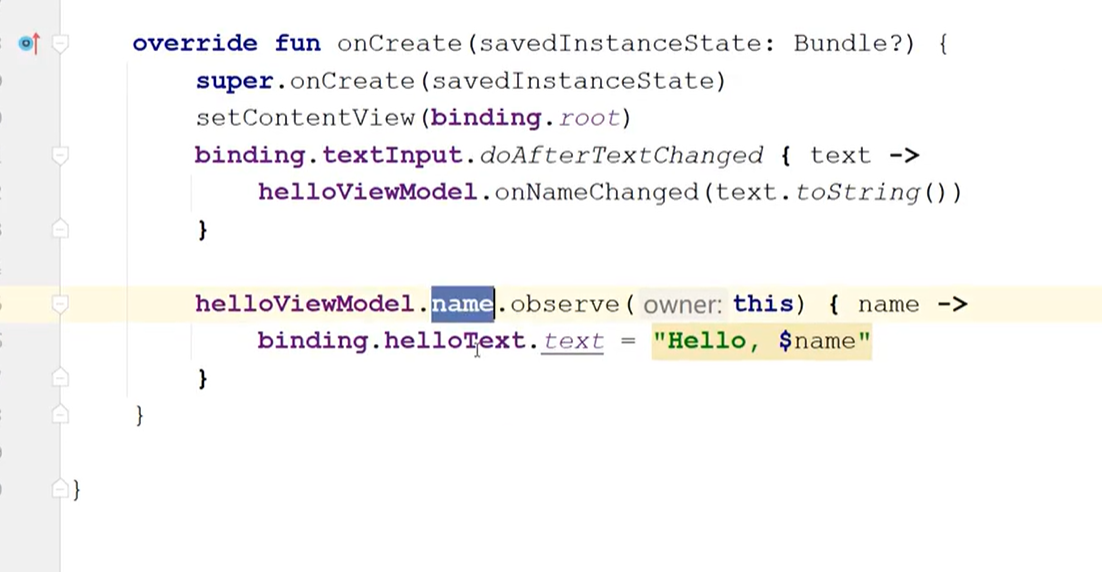 override fun onCreate(savedInstanceState: Bundle?) {
super.onCreate(savedInstanceState)
setContentView(binding.root)
binding.textInput.doAfterTextChanged { text ->
helloViewModel.onNameChanged(text.toString())
}
helloViewModel.name.observe( owner: this) { name ->
binding.helloText.text = "Hello, $name"
}
}
}